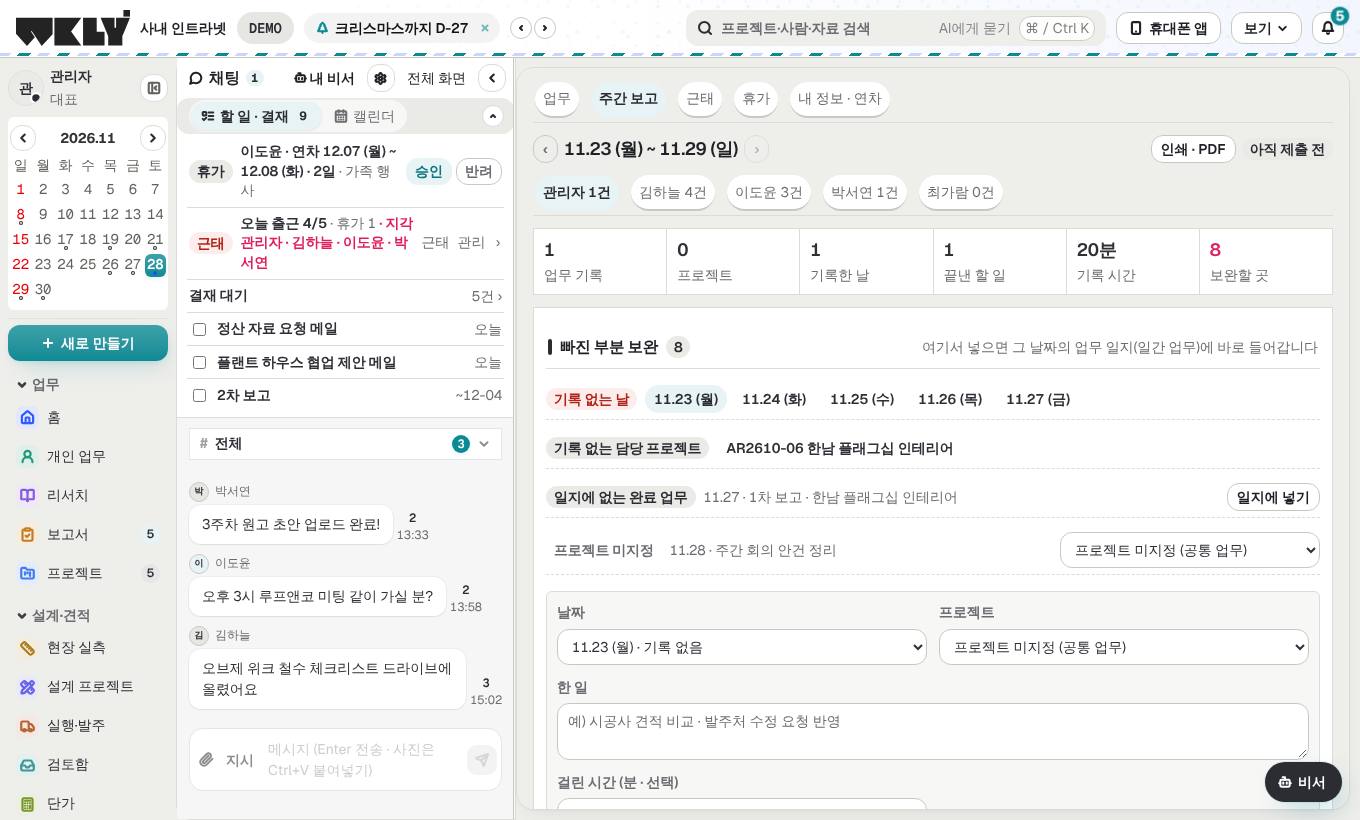 WKLY
사내 인트라넷
DEMO
크리스마스까지 D-27 ×
프로젝트·사람·자료 검색
AI에게 묻기
⌘ / Ctrl K
휴대폰 앱
보기
5
관
관리자
대표
2026.11
일 월 화 수 목 금 토
1 2 3 4 5 6 7
8 9 10 11 12 13 14
15 16 17 18 19 20 21
22 23 24 25 26 27 28
29 30
+ 새로 만들기
업무
홈
개인 업무
리서치
보고서 5
프로젝트 5
설계·견적
현장 실측
설계 프로젝트
실행·발주
검토함
단가
채팅 1
내 비서
전체 화면
할 일·결재 9
캘린더
휴가
이도윤 · 연차 12.07 (월) ~
12.08 (화) · 2일 · 가족 행
사
승인
반려
근태
오늘 출근 4/5 · 휴가 1 · 지각
관리자 · 김하늘 · 이도윤 · 박
서연
근태 관리 ›
결재 대기
5건 ›
정산 자료 요청 메일
오늘
플랜트 하우스 협업 제안 메일
오늘
2차 보고
~12-04
# 전체
3
박 박서연
3주차 원고 초안 업로드 완료!
2
13:33
이 이도윤
오후 3시 루프앤코 미팅 같이 가실 분?
2
13:58
김 김하늘
오브제 위크 철수 체크리스트 드라이브에
올렸어요
3
15:02
지시
메시지 (Enter 전송 · 사진은
Ctrl+V 붙여넣기)
업무
주간 보고
근태
휴가
내 정보 · 연차
‹ 11.23 (월) ~ 11.29 (일) ›
인쇄 · PDF
아직 제출 전
관리자 1건
김하늘 4건
이도윤 3건
박서연 1건
최가람 0건
1
업무 기록
0
프로젝트
1
기록한 날
1
끝낸 할 일
20분
기록 시간
8
보완할 곳
빠진 부분 보완 8
여기서 넣으면 그 날짜의 업무 일지(일간 업무)에 바로 들어갑니다
기록 없는 날
11.23 (월)
11.24 (화)
11.25 (수)
11.26 (목)
11.27 (금)
기록 없는 담당 프로젝트
AR2610-06 한남 플래그십 인테리어
일지에 없는 완료 업무
11.27 · 1차 보고 · 한남 플래그십 인테리어
일지에 넣기
프로젝트 미지정
11.28 · 주간 회의 안건 정리
프로젝트 미지정 (공통 업무)
날짜
프로젝트
11.23 (월) · 기록 없음
프로젝트 미지정 (공통 업무)
한 일
예) 시공사 견적 비교 · 발주처 수정 요청 반영
걸린 시간 (분 · 선택)
비서